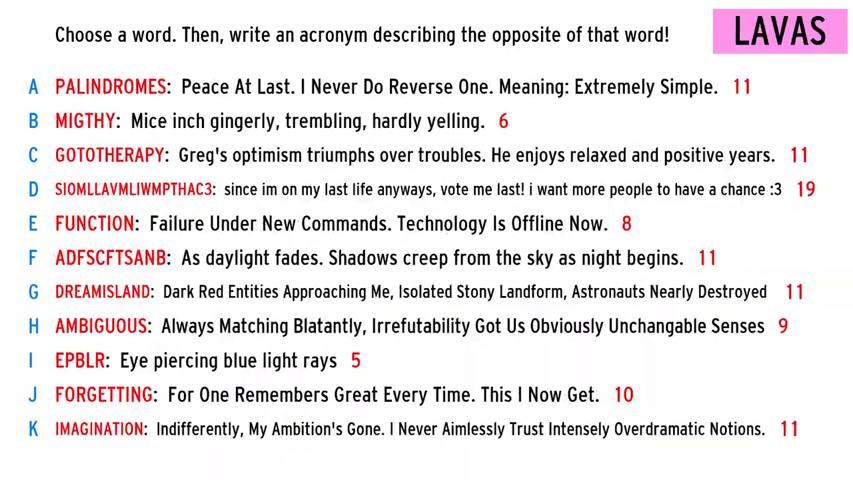 Choose a word. Then, write an acronym describing the opposite of that word!
LAVAS
A PALINDROMES: Peace At Last. I Never Do Reverse One. Meaning: Extremely Simple. 11
B MIGTHY: Mice inch gingerly, trembling, hardly yelling. 6
C GOTOTHERAPY: Greg's optimism triumphs over troubles. He enjoys relaxed and positive years. 11
D SIOMLLAVMLIWMPTHAC3: since im on my last life anyways, vote me last! i want more people to have a chance :3 19
E FUNCTION: Failure Under New Commands. Technology Is Offline Now. 8
F ADFSCFTSANB: As daylight fades. Shadows creep from the sky as night begins. 11
G DREAMISLAND: Dark Red Entities Approaching Me, Isolated Stony Landform, Astronauts Nearly Destroyed 11
H AMBIGUOUS: Always Matching Blatantly, Irrefutability Got Us Obviously Unchangable Senses 9
I EPBLR: Eye piercing blue light rays 5
J FORGETTING: For One Remembers Great Every Time. This I Now Get. 10
K IMAGINATION: Indifferently, My Ambition's Gone. I Never Aimlessly Trust Intensely Overdramatic Notions. 11